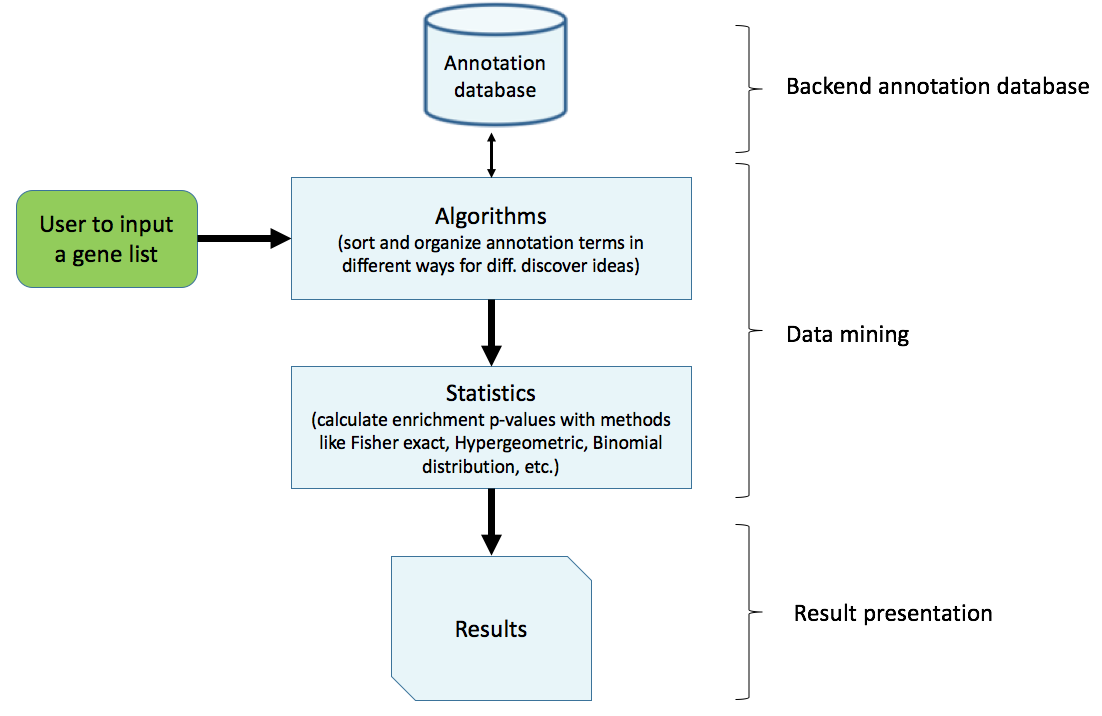 Annotation
database
Backend annotation database
User to input
a gene list
Algorithms
(sort and organize annotation terms in
different ways for diff. discover ideas)
Data mining
Statistics
(calculate enrichment p-values with methods
like Fisher exact, Hypergeometric, Binomial
distribution, etc.)
Results
Result presentation